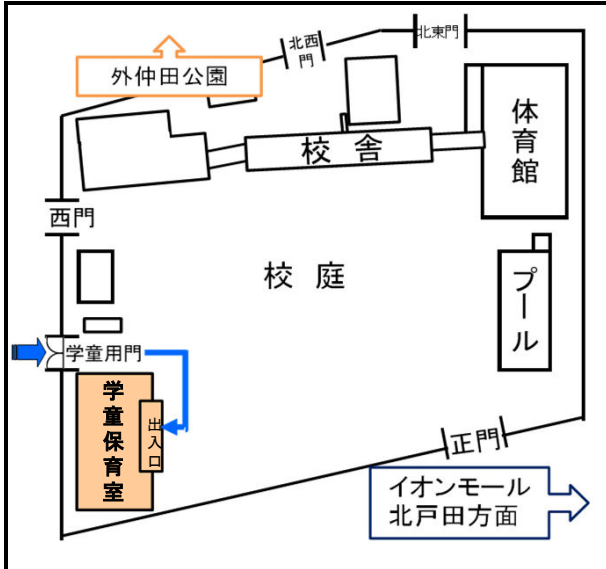 北西
門
北東門
外仲田公園
体育館
校舎
西門
校庭
プール
学童用門
学童保育室
出入口
正門
イオンモール
北戸田方面